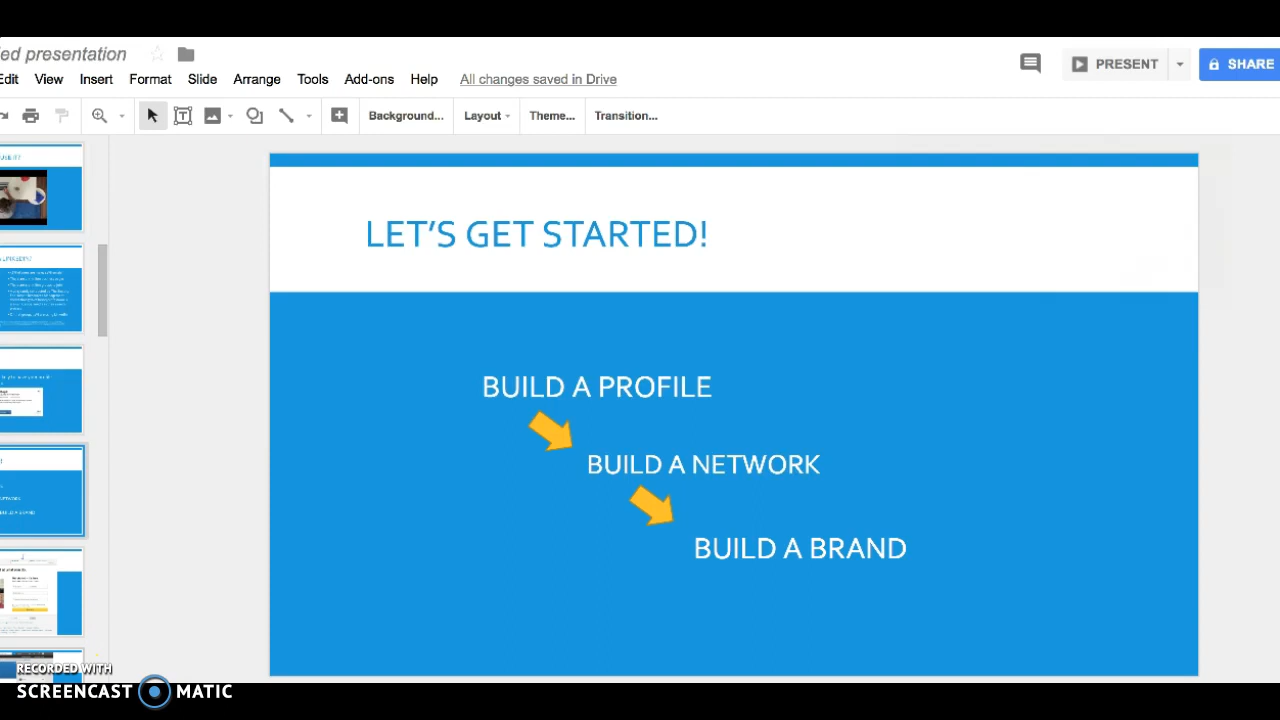 ed presentation
Edit View Insert Format Slide Arrange Tools Add-ons Help All changes saved in Drive
PRESENT
SHARE
Background... Layout Theme... Transition...
LET'S GET STARTED!
BUILD A PROFILE
BUILD A NETWORK
BUILD A BRAND
RECORDED WITH
SCREENCAST MATIC